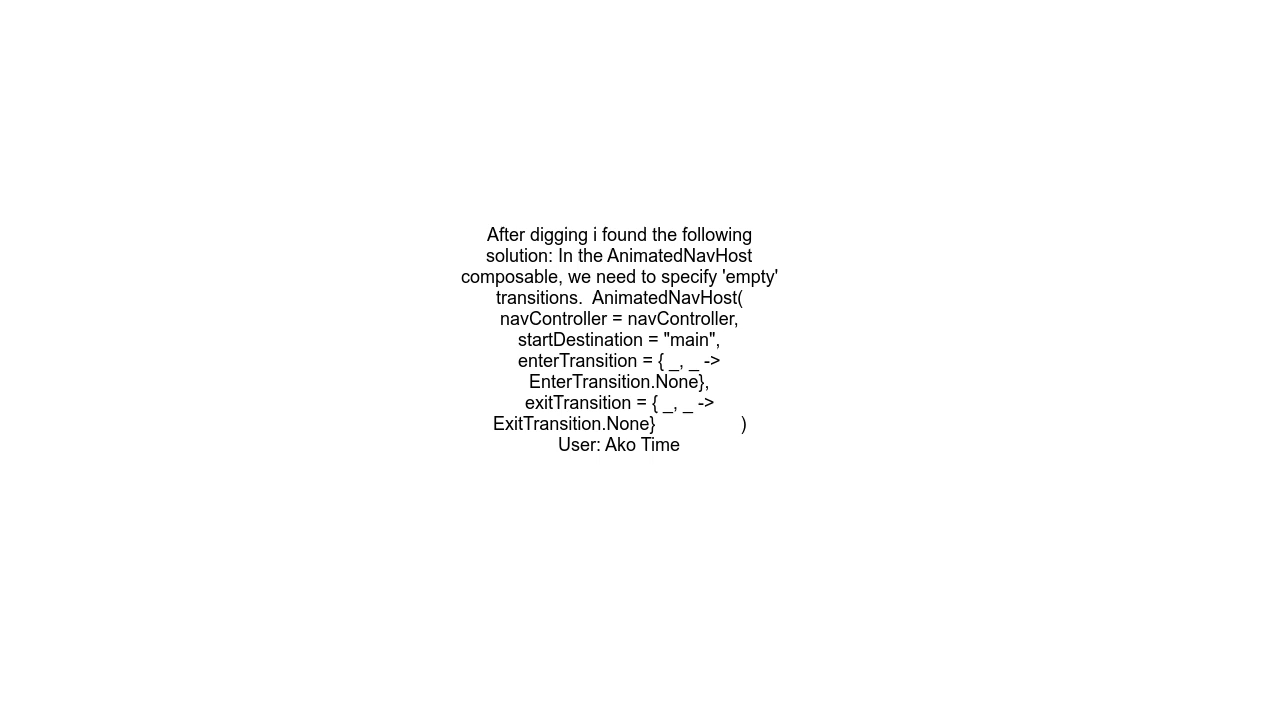 After digging i found the following
solution: In the AnimatedNavHost
composable, we need to specify 'empty'
transitions.  AnimatedNavHost(
navController = navController,
startDestination = "main",
enterTransition = { _, _ ->
EnterTransition.None},
exitTransition = { _, _ ->
ExitTransition.None}                 )
User: Ako Time